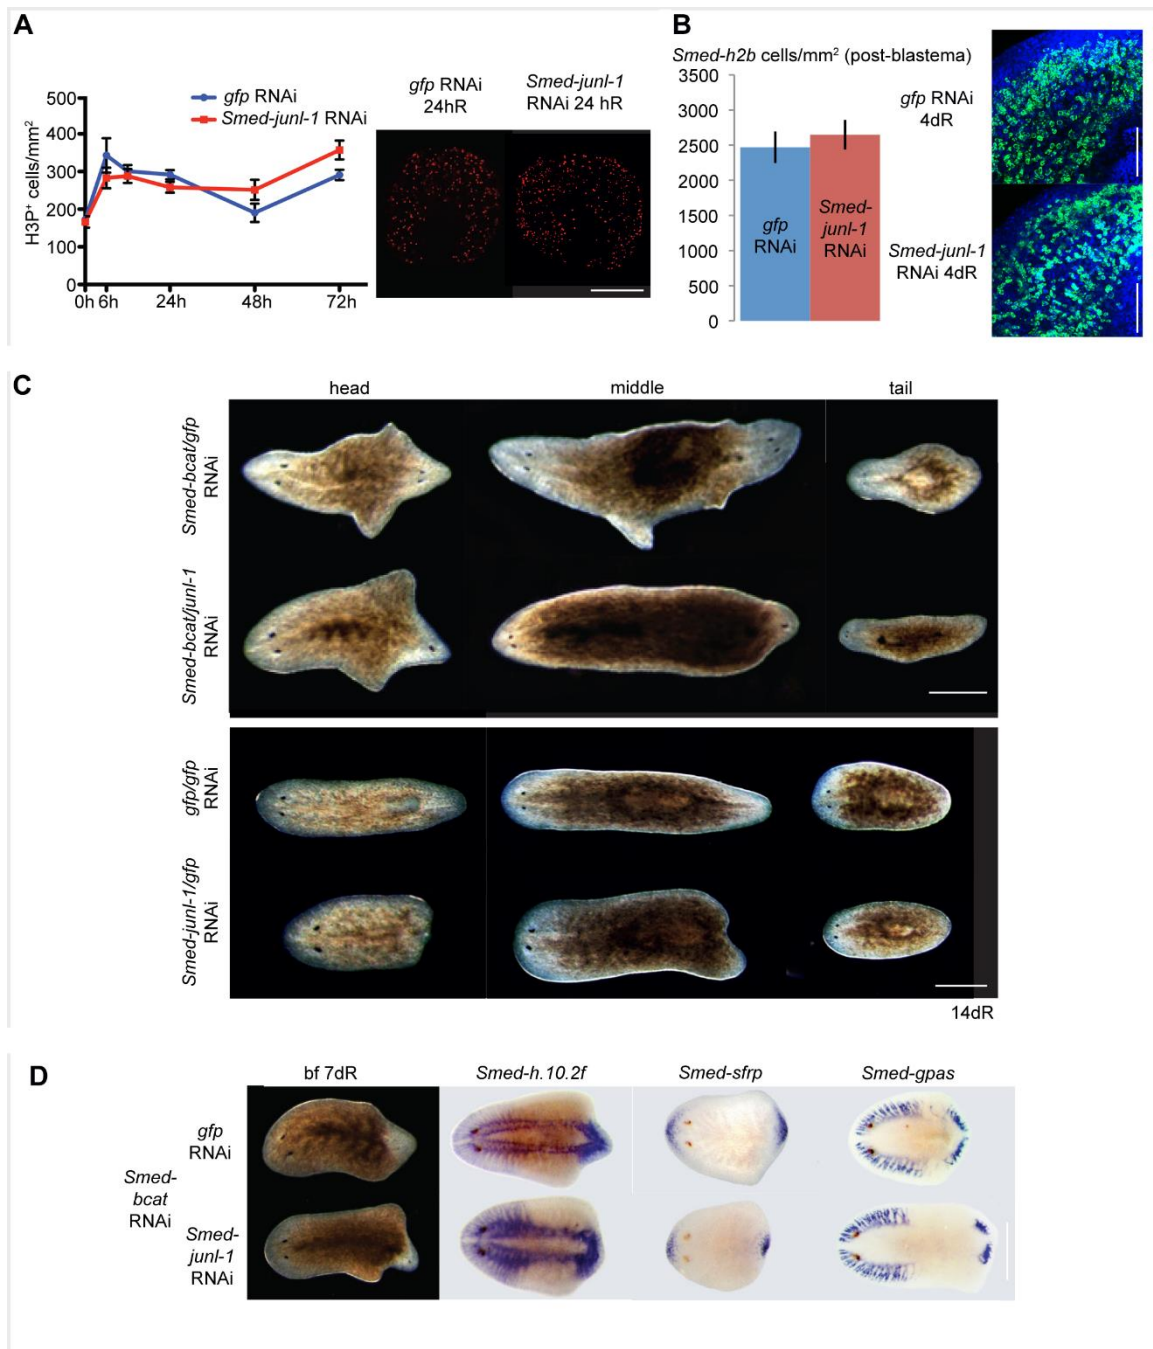 A
gfp RNAi
Smed-junl-1 RNAi
H3P+ cells/mm²
500
400
300
200
100
0
0h 6h 24h 48h 72h
gfp RNAi
24hR
Smed-junl-1
RNAi 24 hR
B
Smed-h2b cells/mm² (post-blastema)
3500
3000
2500
2000
1500
1000
500
0
gfp
RNAi
Smed-
junl-1
RNAi
gfp RNAi
4dR
Smed-junl-1
RNAi 4dR
C
head middle tail
Smed-bcat/gfp
RNAi
Smed-bcat/junl-1
RNAi
gfp/gfp
RNAi
Smed-junl-1/gfp
RNAi
14dR
D
bf 7dR Smed-h.10.2f Smed-sfrp Smed-gpas
Smed-
bcat
RNAi
gfp
RNAi
Smed-
junl-1
RNAi